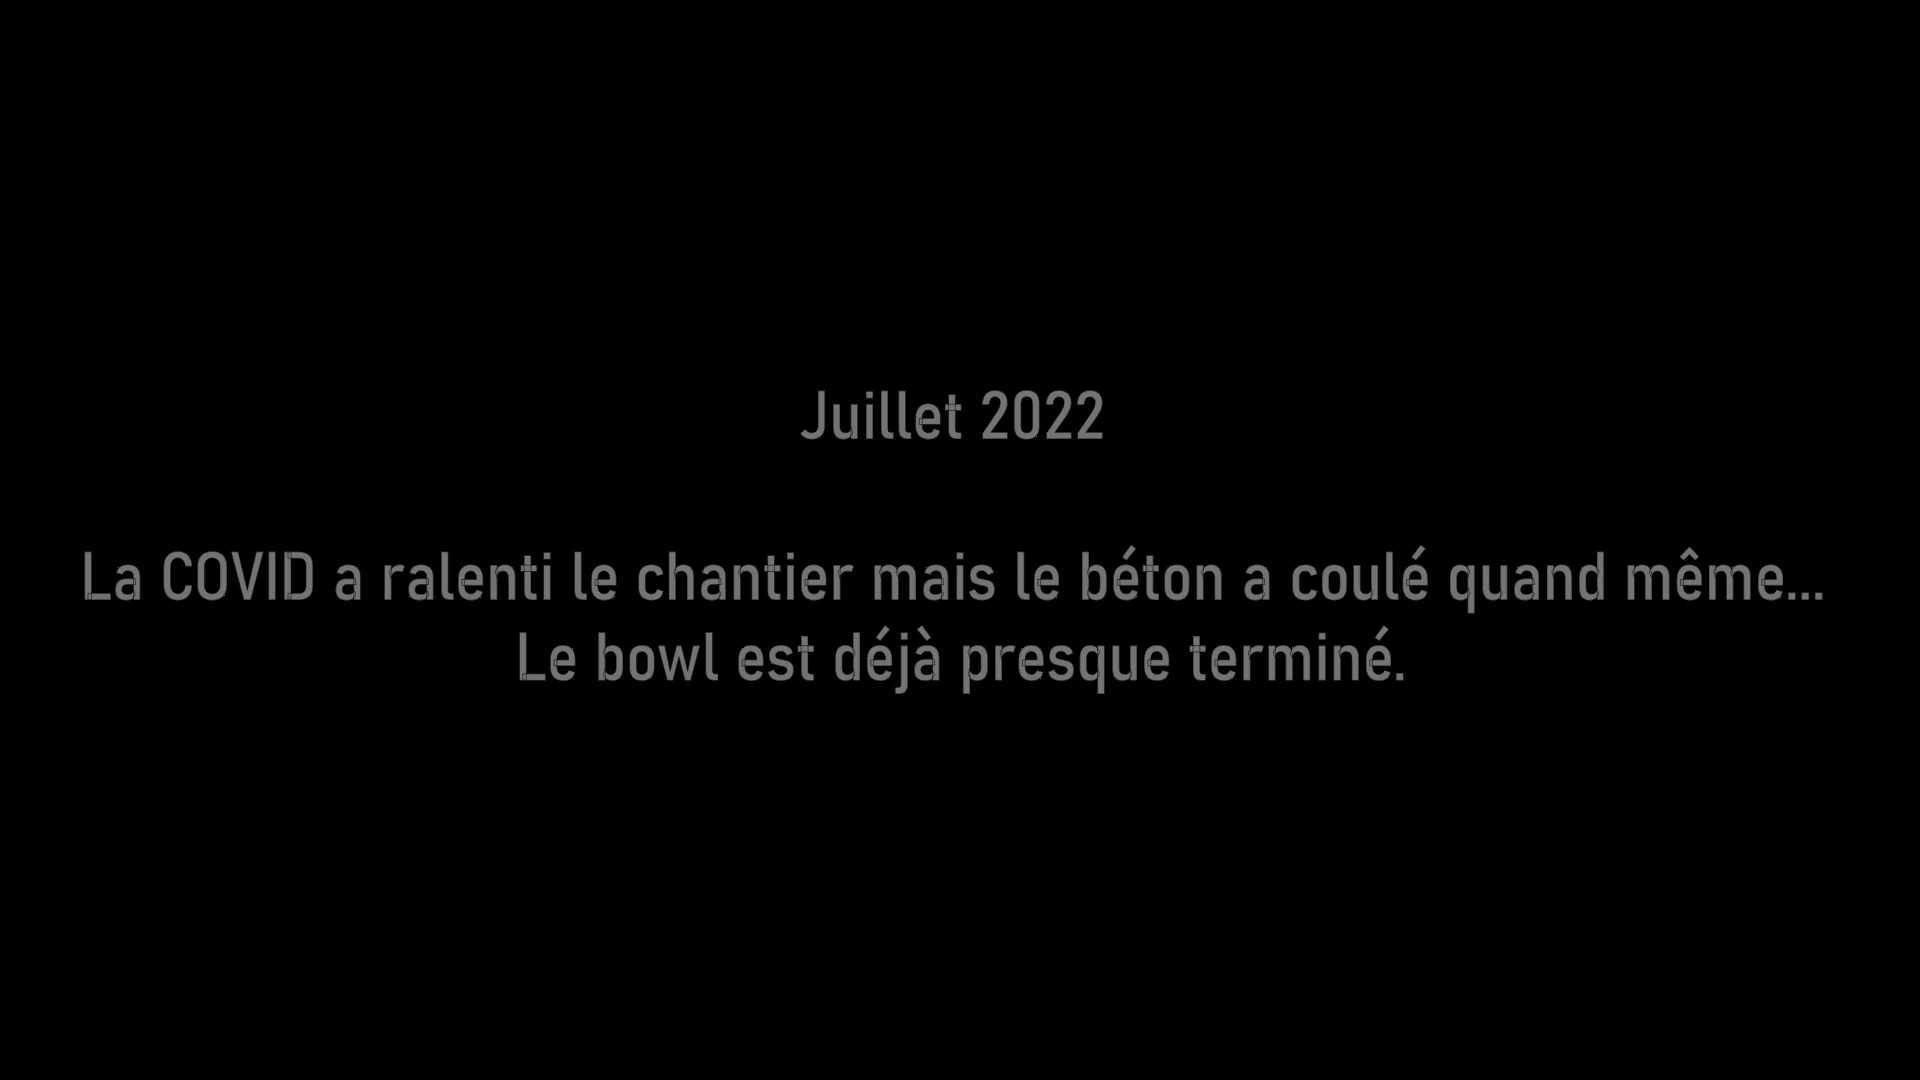 Juillet 2022
La COVID a ralenti le chantier mais le béton a coulé quand même...
Le bowl est déjà presque terminé.